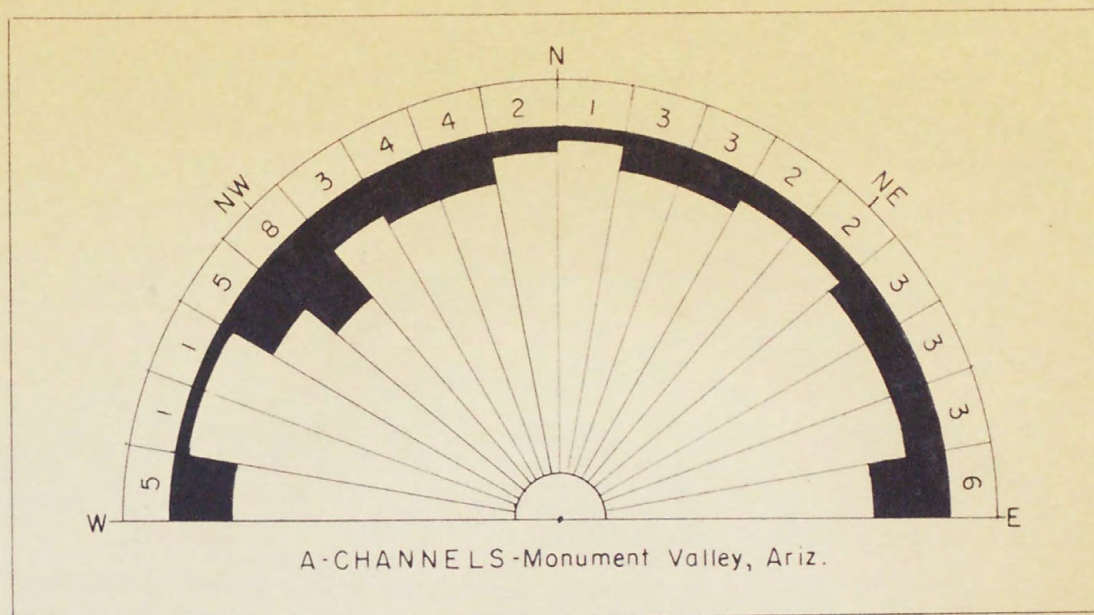 N
NW
NE
5 1 1 5 8 3 4 4 2 1 3 3 2 2 3 3 3 6
W
E
A-CHANNELS-Monument Valley, Ariz.